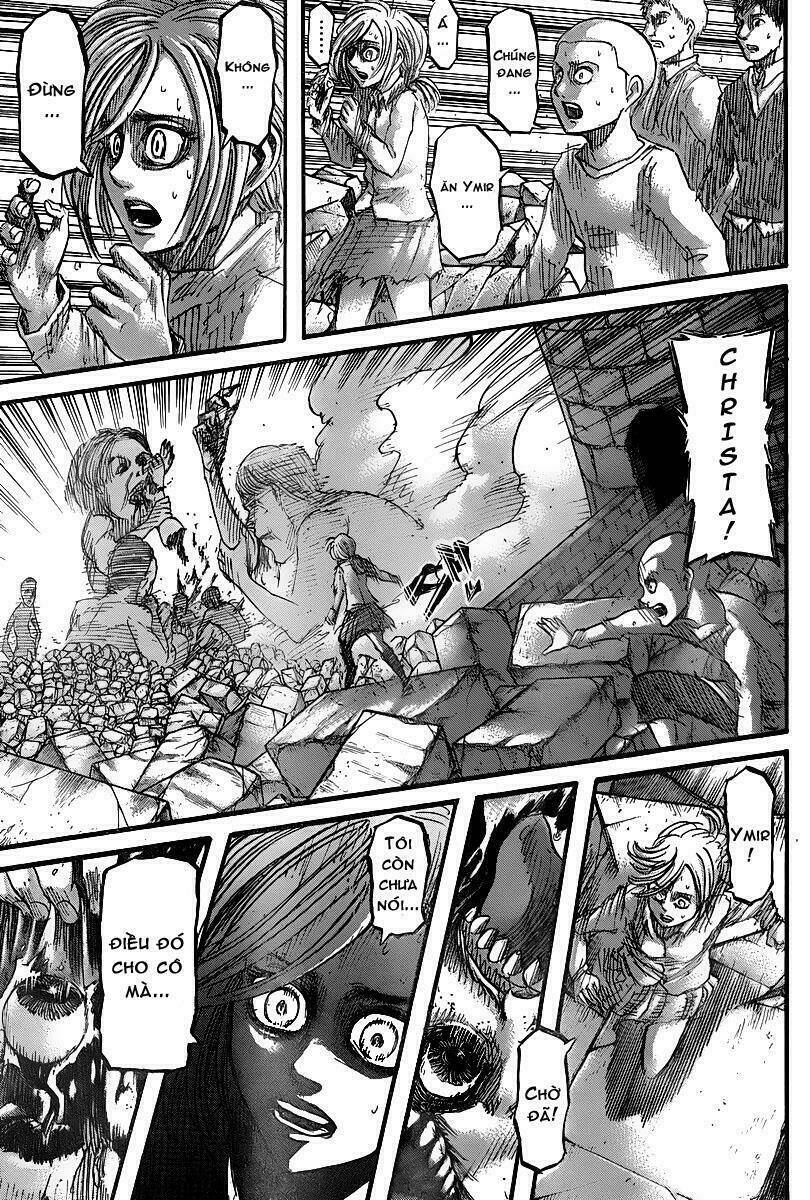 CHÚNG
ĐANG
...
ĂN YMIR
...
Á
...
......
KHÔNG
...
ĐỪNG
...
CHRISTA!
YMIR
!
CHỜ
ĐÃ!
TÔI
CÒN
CHƯA
NÓI...
ĐIỀU ĐÓ
CHO CÔ
MÀ...